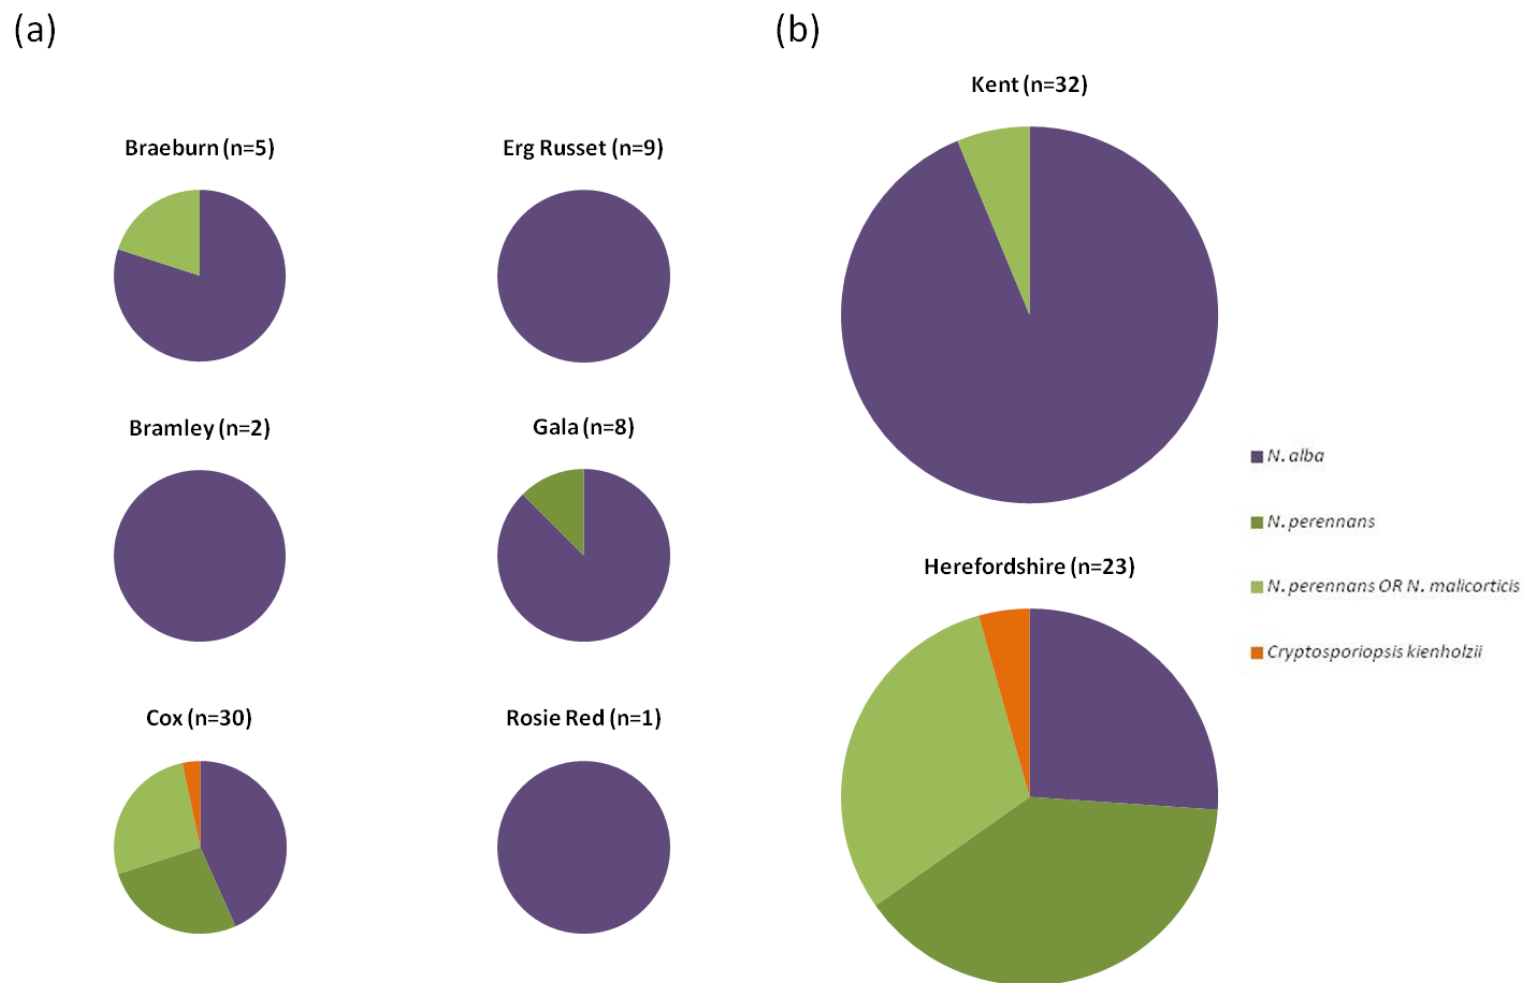 (a)
(b)
Kent (n=32)
Braeburn (n=5)
Erg Russet (n=9)
Bramley (n=2)
Gala (n=8)
N. alba
N. perennans
Herefordshire (n=23)
N. perennans OR N. malicorticis
Cryptosporiopsis kienholzii
Cox (n=30)
Rosie Red (n=1)